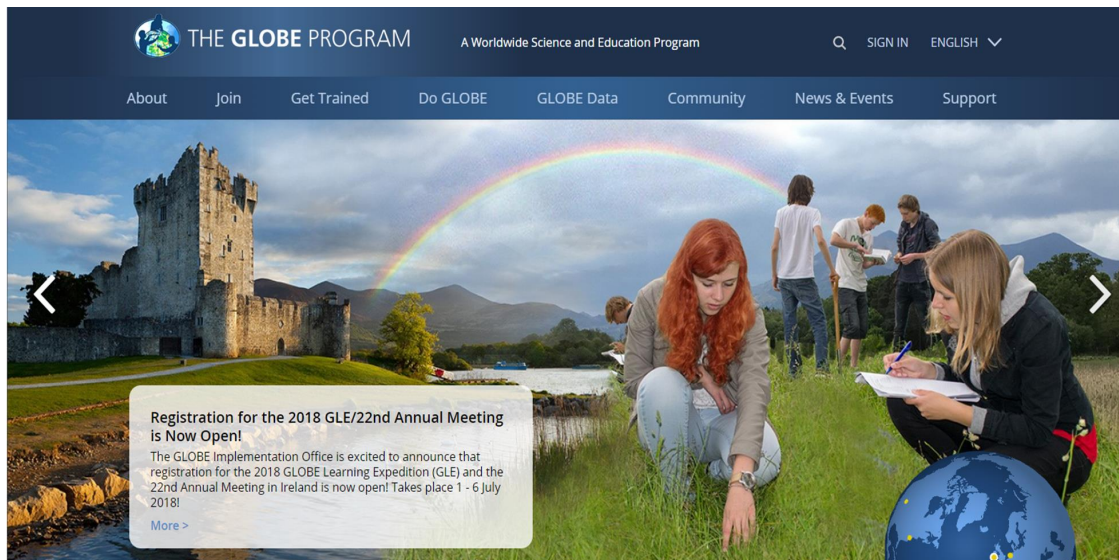 THE GLOBE PROGRAM
A Worldwide Science and Education Program
SIGN IN
ENGLISH
About
Join
Get Trained
Do GLOBE
GLOBE Data
Community
News & Events
Support
Registration for the 2018 GLE/22nd Annual Meeting
is Now Open!
The GLOBE Implementation Office is excited to announce that
registration for the 2018 GLOBE Learning Expedition (GLE) and the
22nd Annual Meeting in Ireland is now open! Takes place 1 - 6 July
2018!
More >